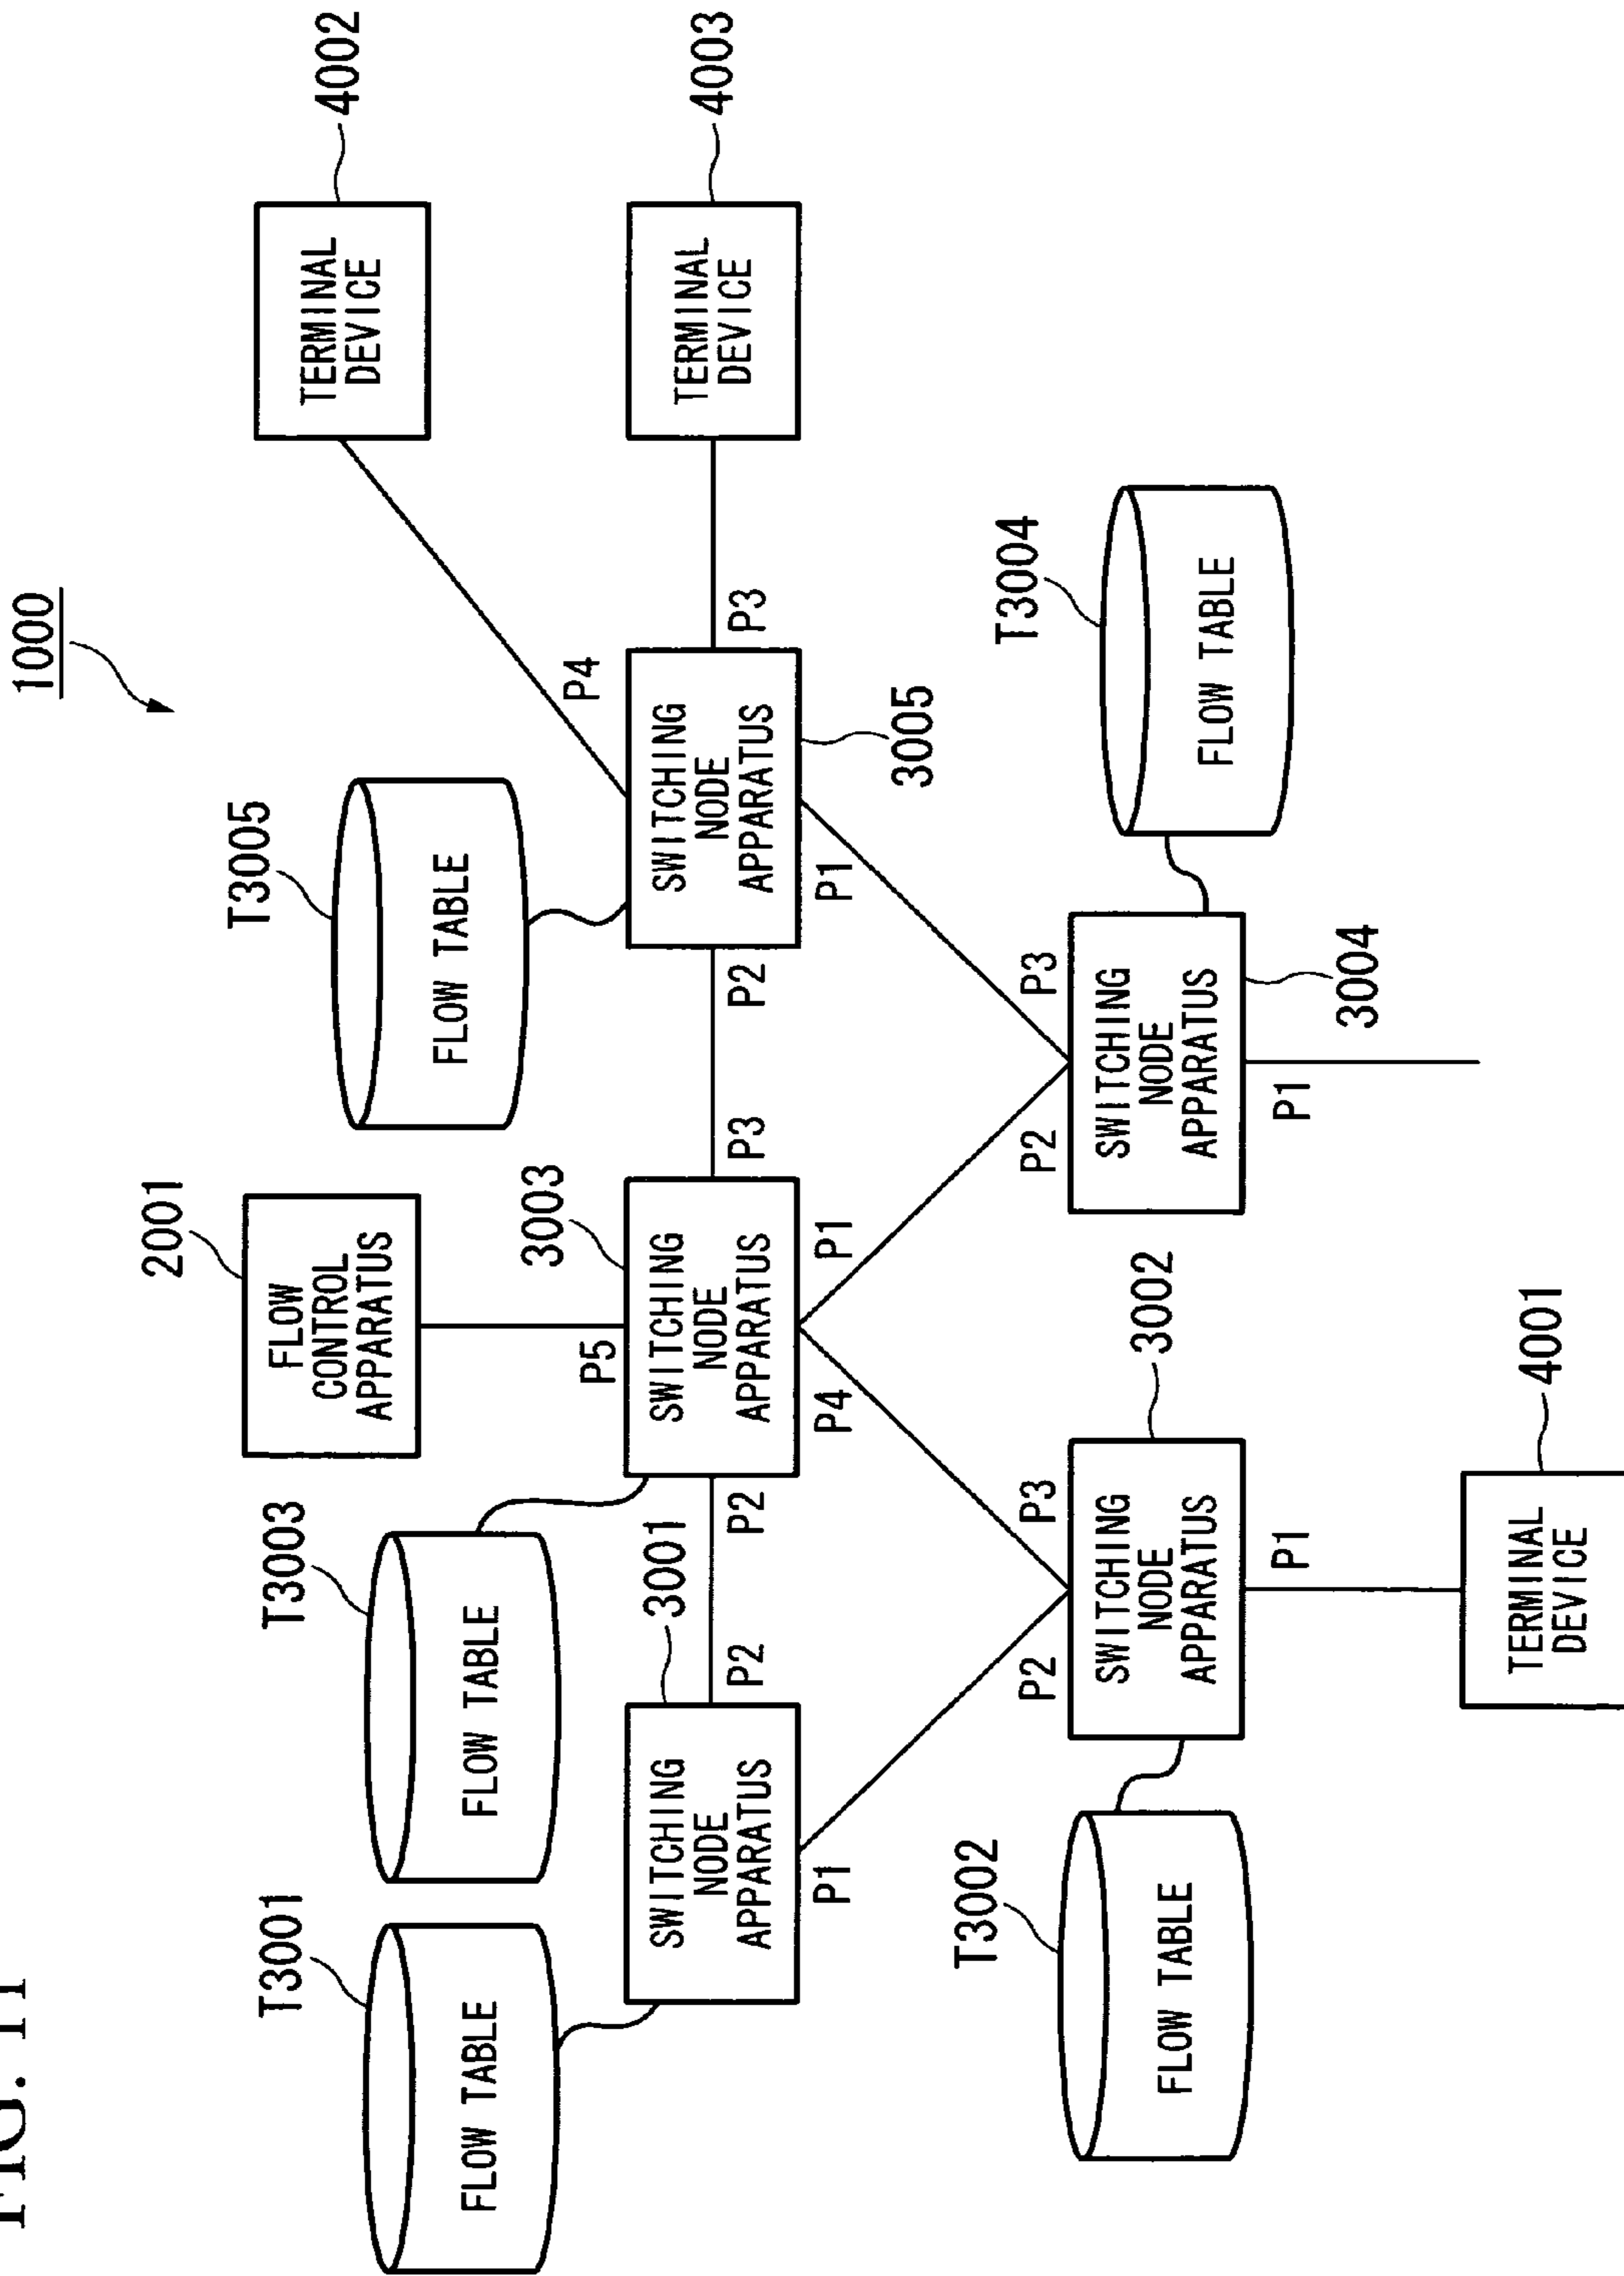 FIG. 11
1000
T3001
FLOW TABLE
T3003
FLOW TABLE
2001
FLOW
CONTROL
APPARATUS
T3005
FLOW TABLE
TERMINAL
DEVICE
4002
3001
SWITCHING
NODE
APPARATUS
P2
P1
P2
3003
SWITCHING
NODE
APPARATUS
P5
P3
P4
P1
P2
SWITCHING
NODE
APPARATUS
3005
P4
P3
P1
TERMINAL
DEVICE
4003
T3002
FLOW TABLE
P2
P3
SWITCHING
NODE
APPARATUS
3002
P1
P2
P3
SWITCHING
NODE
APPARATUS
3004
P1
T3004
FLOW TABLE
TERMINAL
DEVICE
4001